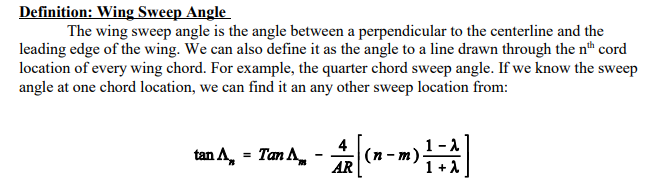 Definition: Wing Sweep Angle
The wing sweep angle is the angle between a perpendicular to the centerline and the
leading edge of the wing. We can also define it as the angle to a line drawn through the nᵗʰ cord
location of every wing chord. For example, the quarter chord sweep angle. If we know the sweep
angle at one chord location, we can find it an any other sweep location from:
tan Λₙ = Tan Λₘ - 4/AR [(n - m) (1 - λ)/(1 + λ)]